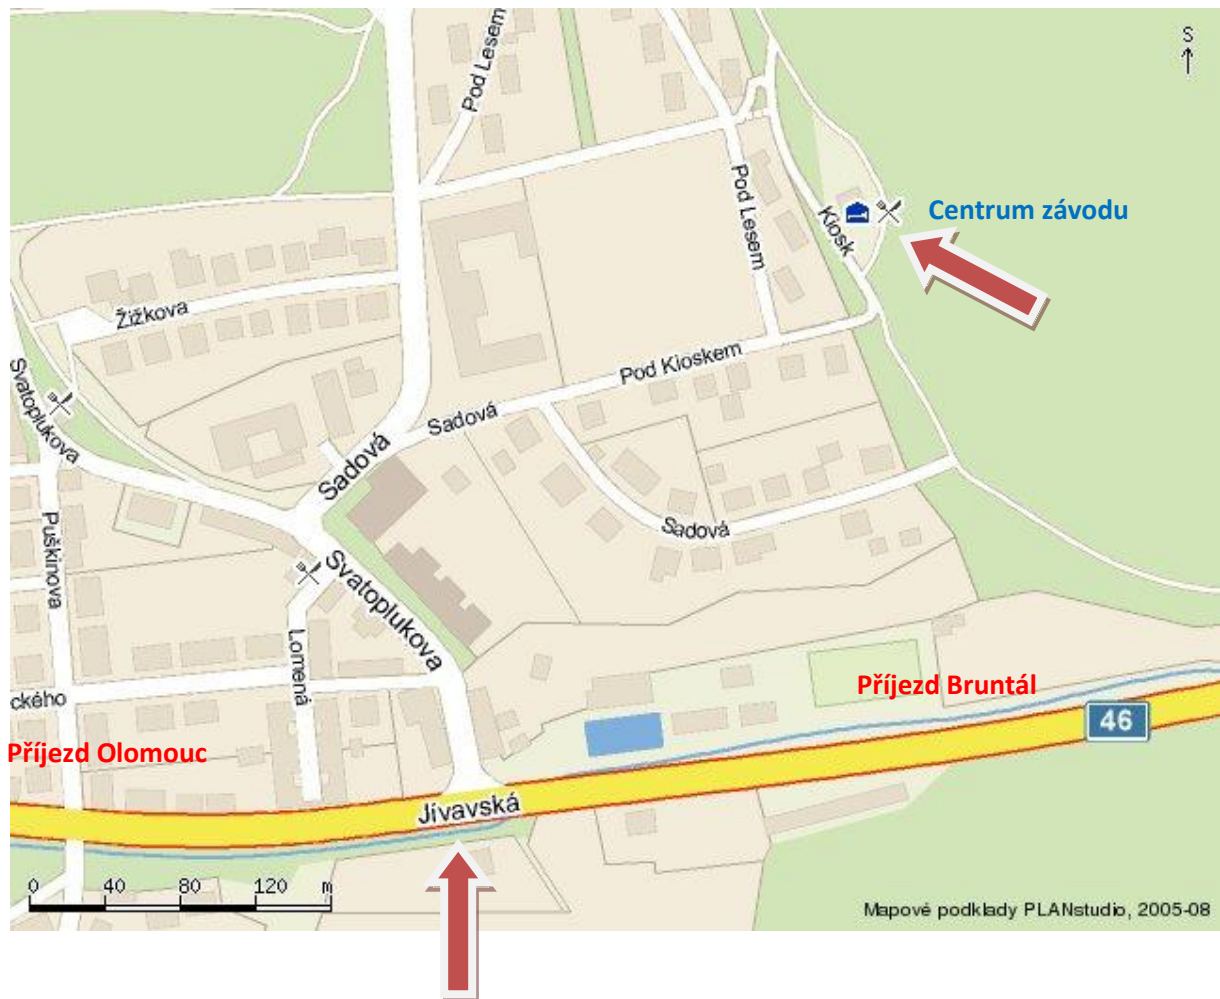 S
Pod Lesem
Pod Lesem
Kiosk
Centrum závodu
Žižkova
Pod Kioskem
Svatoplukova
Sadová
Sadová
Sadová
Puškinova
Svatoplukova
Lomená
ckého
Příjezd Bruntál
46
Příjezd Olomouc
Jívavská
0 40 80 120 m
Mapové podklady PLANstudio, 2005-08